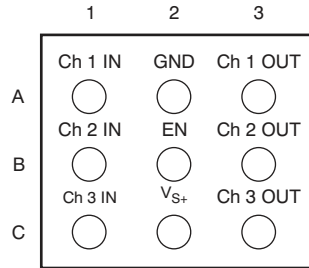 1 2 3
Ch 1 IN GND Ch 1 OUT
A
Ch 2 IN EN Ch 2 OUT
B
Ch 3 IN VS+ Ch 3 OUT
C